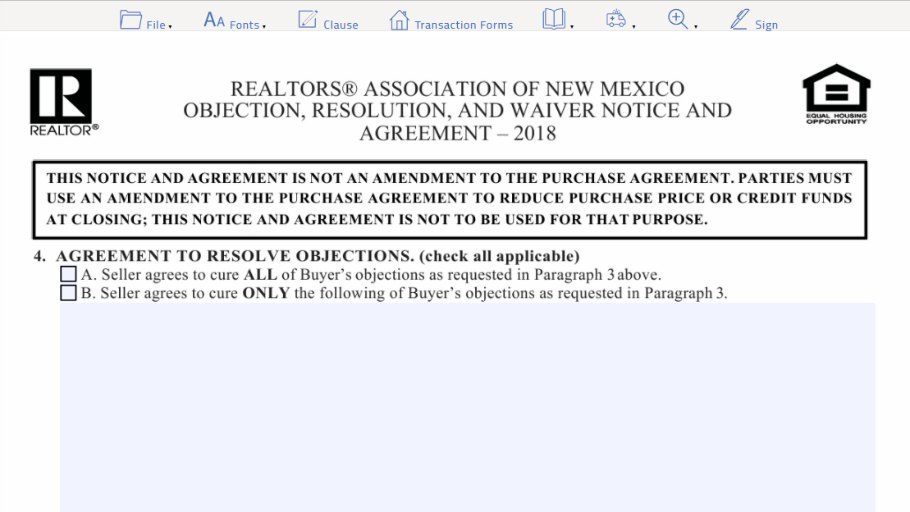 File Fonts Clause Transaction Forms Sign
REALTORS® ASSOCIATION OF NEW MEXICO
OBJECTION, RESOLUTION, AND WAIVER NOTICE AND
AGREEMENT – 2018
REALTOR®
EQUAL HOUSING
OPPORTUNITY
THIS NOTICE AND AGREEMENT IS NOT AN AMENDMENT TO THE PURCHASE AGREEMENT. PARTIES MUST
USE AN AMENDMENT TO THE PURCHASE AGREEMENT TO REDUCE PURCHASE PRICE OR CREDIT FUNDS
AT CLOSING; THIS NOTICE AND AGREEMENT IS NOT TO BE USED FOR THAT PURPOSE.
4. AGREEMENT TO RESOLVE OBJECTIONS. (check all applicable)
A. Seller agrees to cure ALL of Buyer’s objections as requested in Paragraph 3 above.
B. Seller agrees to cure ONLY the following of Buyer’s objections as requested in Paragraph 3.